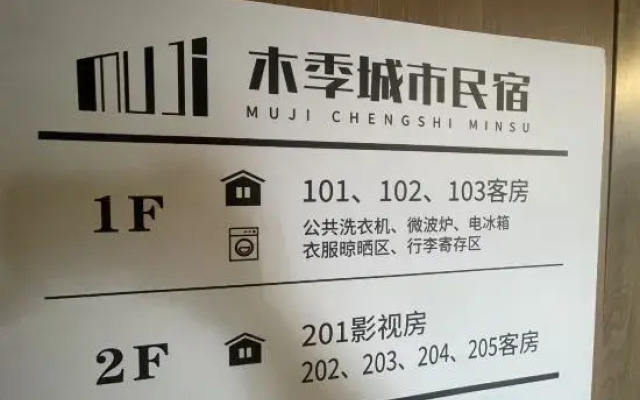 muji 木季城市民宿
MUJI CHENGSHI MINSU
1F 101、102、103客房
公共洗衣机、微波炉、电冰箱
衣服晾晒区、行李寄存区
2F 201影视房
202、203、204、205客房